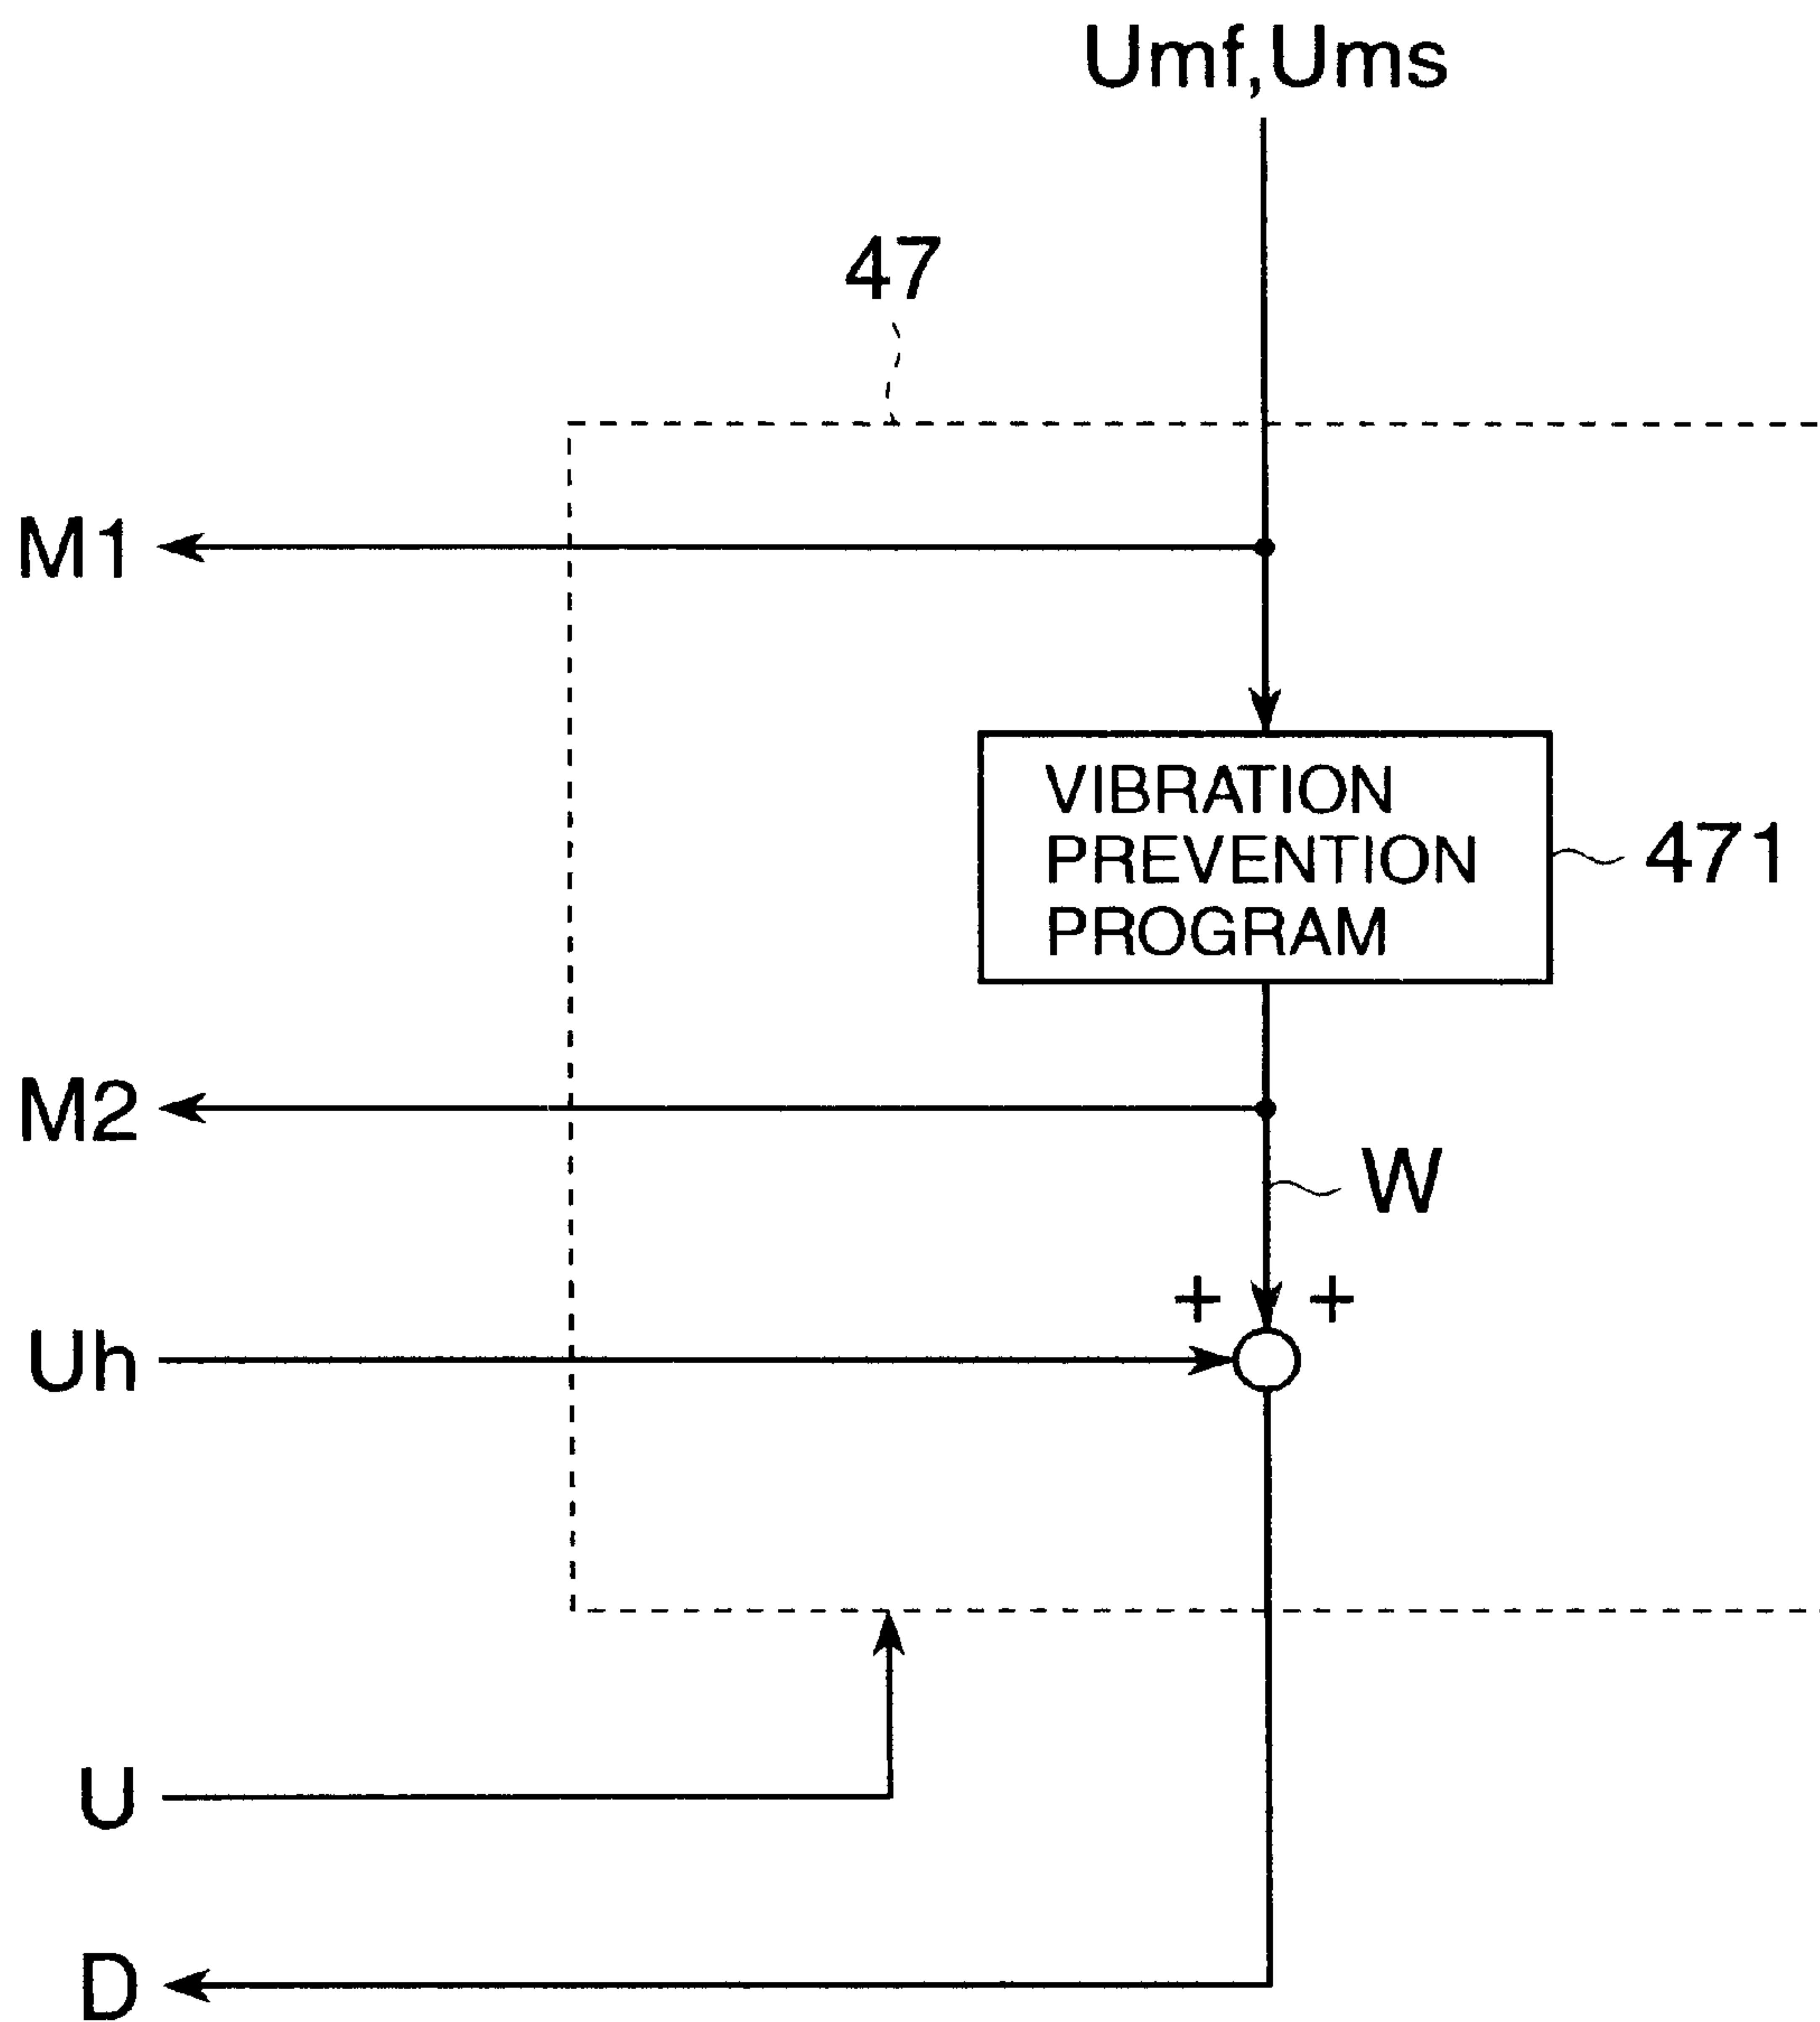 Umf,Ums
47
M1
VIBRATION
PREVENTION
PROGRAM
471
M2
W
+ +
Uh
U
D